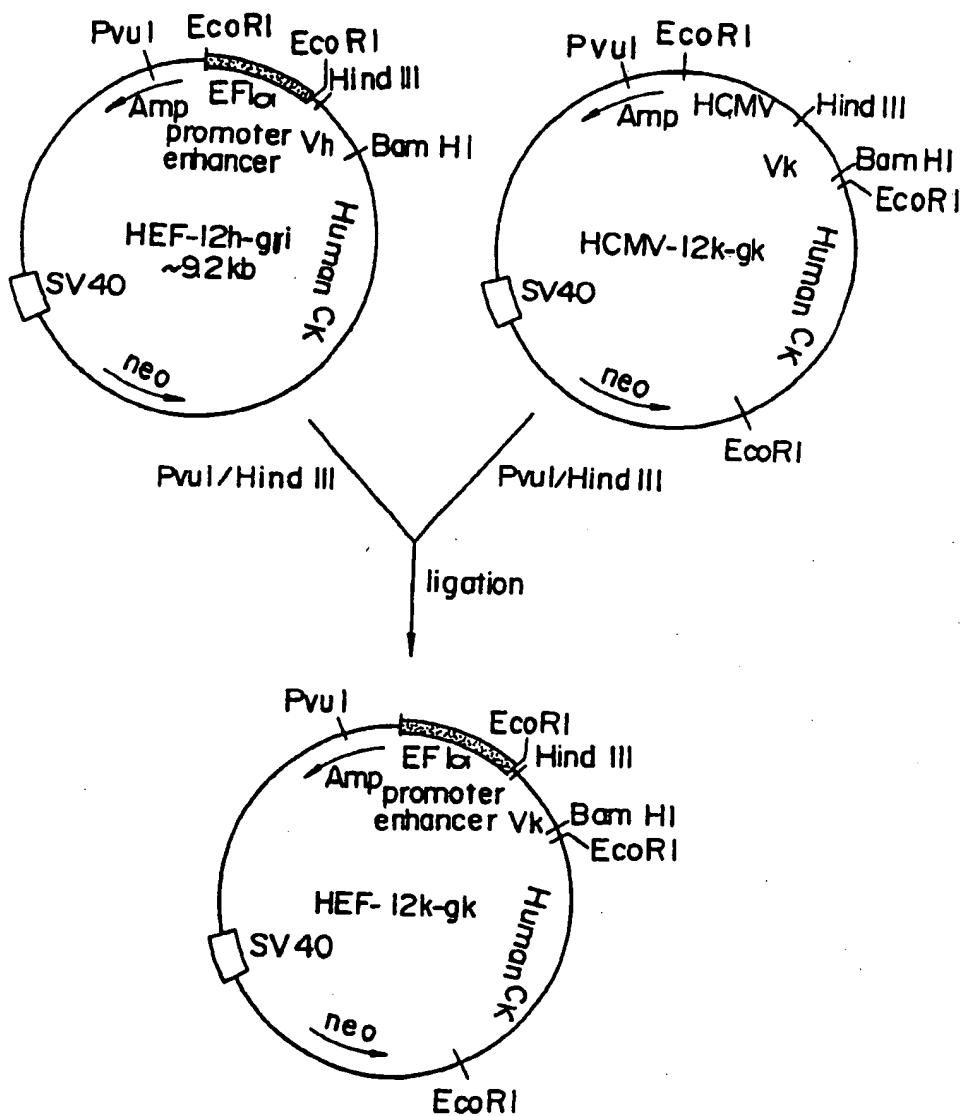 PvuI
EcoRI
EcoRI
Hind III
Amp
EF1α
promoter
enhancer
Vh
Bam HI
HEF-12h-gγ1
~9.2kb
Human CK
SV40
neo
PvuI
EcoRI
Amp
HCMV
Hind III
Vk
Bam HI
EcoRI
HCMV-12k-gk
Human CK
SV40
neo
EcoRI
PvuI/Hind III
PvuI/Hind III
ligation
PvuI
EcoRI
Hind III
Amp
EF1α
promoter
enhancer
Vk
Bam HI
EcoRI
HEF-12k-gk
Human CK
SV40
neo
EcoRI